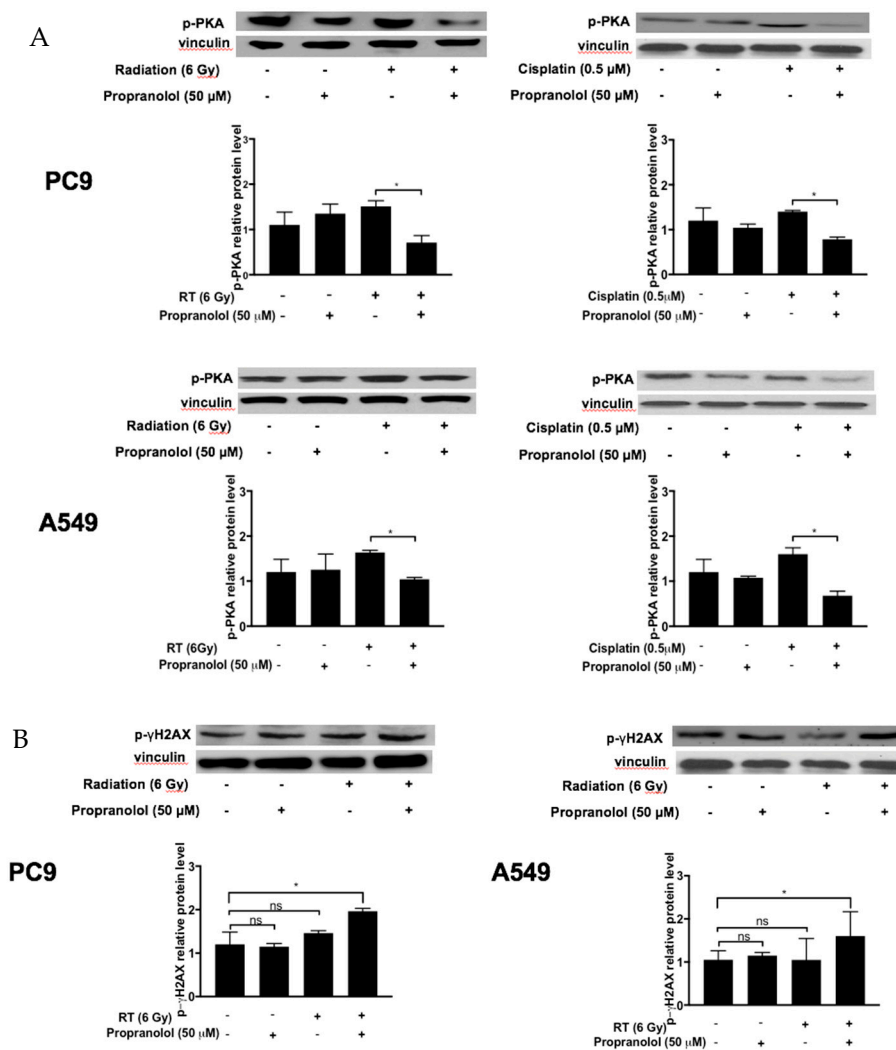 A
p-PKA
vinculin
Radiation (6 Gy) - - + +
Propranolol (50 µM) - + - +
p-PKA
vinculin
Cisplatin (0.5 µM) - - + +
Propranolol (50 µM) - + - +
PC9
p-PKA relative protein level
3
2
1
0
*
RT (6 Gy) - - + +
Propranolol (50 µM) - + - +
p-PKA relative protein level
3
2
1
0
*
Cisplatin (0.5µM) - - + +
Propranolol (50 µM) - + - +
p-PKA
vinculin
Radiation (6 Gy) - - + +
Propranolol (50 µM) - + - +
p-PKA
vinculin
Cisplatin (0.5 µM) - - + +
Propranolol (50 µM) - + - +
A549
p-PKA relative protein level
3
2
1
0
*
RT (6Gy) - - + +
Propranolol (50 µM) - + - +
p-PKA relative protein level
3
2
1
0
*
Cisplatin (0.5µM) - - + +
Propranolol (50 µM) - + - +
B
p-γH2AX
vinculin
Radiation (6 Gy) - - + +
Propranolol (50 µM) - + - +
p-γH2AX
vinculin
Radiation (6 Gy) - - + +
Propranolol (50 µM) - + - +
PC9
p-γH2AX relative protein level
3
2
1
0
*
ns
ns
RT (6 Gy) - - + +
Propranolol (50 µM) - + - +
A549
p-γH2AX relative protein level
3
2
1
0
*
ns
ns
RT (6 Gy) - - + +
Propranolol (50 µM) - + - +